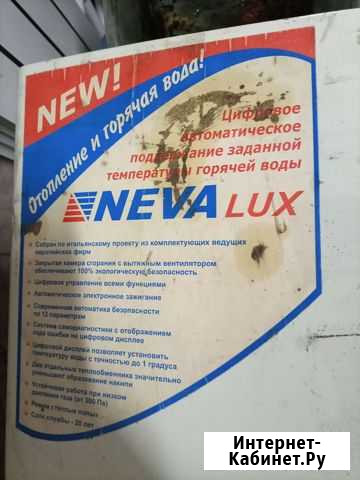 NEW!
Отопление и горячая вода!
Цифровое
автоматическое
поддержание заданной
температуры горячей воды
NEVA LUX
Собран по итальянскому проекту из комплектующих ведущих
европейских фирм
Закрытая камера сгорания с вытяжным вентилятором
обеспечивают 100% экологическую безопасность
Цифровое управление всеми функциями
Автоматическое электронное зажигание
Современная автоматика безопасности
по 12 параметрам
Система самодиагностики с отображением
кода ошибки на цифровом дисплее
Цифровой дисплей позволяет установить
температуру воды с точностью до 1 градуса
Два отдельных теплообменника значительно
уменьшают образование накипи
Устойчивая работа при низком
давлении газа (от
Режим
Срок службы - 20 лет
Интернет-
Кабинет.Ру